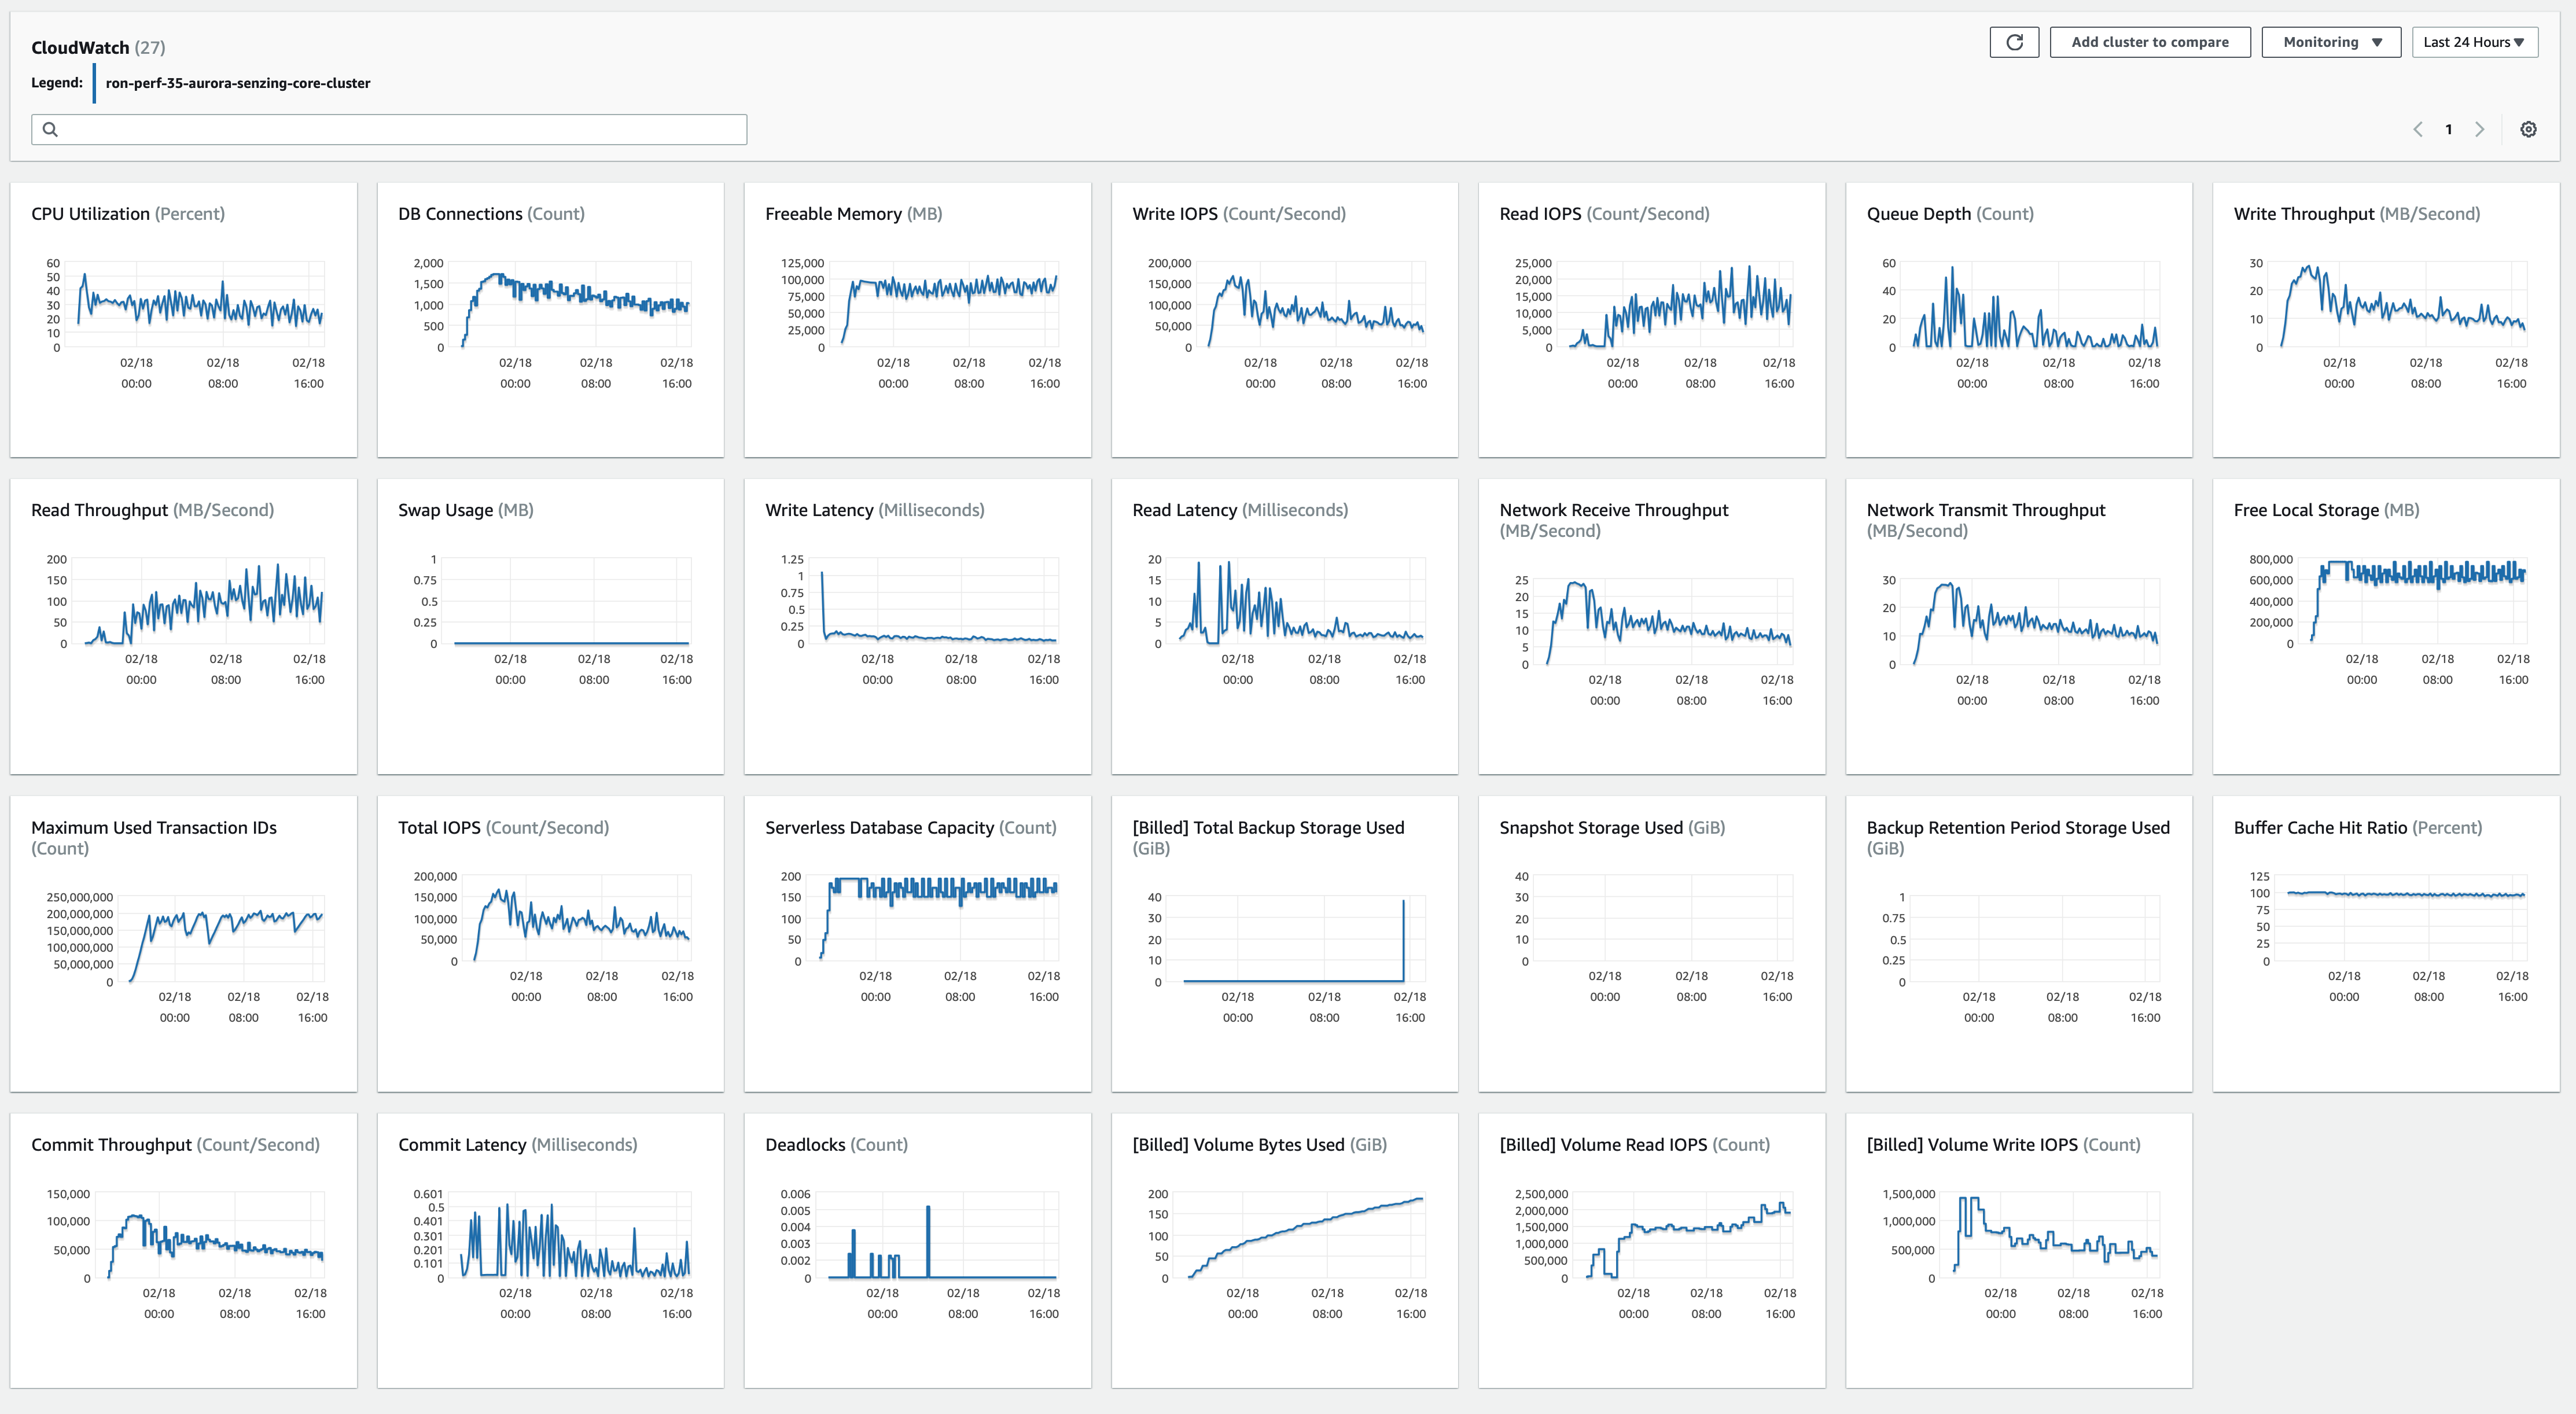 CloudWatch (27)
Add cluster to compare
Monitoring
Last 24 Hours
Legend: ron-perf-35-aurora-senzing-core-cluster
1
CPU Utilization (Percent)
60
50
40
30
20
10
0
02/18 02/18 02/18
00:00 08:00 16:00
DB Connections (Count)
2,000
1,500
1,000
500
0
02/18 02/18 02/18
00:00 08:00 16:00
Freeable Memory (MB)
125,000
100,000
75,000
50,000
25,000
0
02/18 02/18 02/18
00:00 08:00 16:00
Write IOPS (Count/Second)
200,000
150,000
100,000
50,000
0
02/18 02/18 02/18
00:00 08:00 16:00
Read IOPS (Count/Second)
25,000
20,000
15,000
10,000
5,000
0
02/18 02/18 02/18
00:00 08:00 16:00
Queue Depth (Count)
60
40
20
0
02/18 02/18 02/18
00:00 08:00 16:00
Write Throughput (MB/Second)
30
20
10
0
02/18 02/18 02/18
00:00 08:00 16:00
Read Throughput (MB/Second)
200
150
100
50
0
02/18 02/18 02/18
00:00 08:00 16:00
Swap Usage (MB)
1
0.75
0.5
0.25
0
02/18 02/18 02/18
00:00 08:00 16:00
Write Latency (Milliseconds)
1.25
1
0.75
0.5
0.25
0
02/18 02/18 02/18
00:00 08:00 16:00
Read Latency (Milliseconds)
20
15
10
5
0
02/18 02/18 02/18
00:00 08:00 16:00
Network Receive Throughput
(MB/Second)
25
20
15
10
5
0
02/18 02/18 02/18
00:00 08:00 16:00
Network Transmit Throughput
(MB/Second)
30
20
10
0
02/18 02/18 02/18
00:00 08:00 16:00
Free Local Storage (MB)
800,000
600,000
400,000
200,000
0
02/18 02/18 02/18
00:00 08:00 16:00
Maximum Used Transaction IDs
(Count)
250,000,000
200,000,000
150,000,000
100,000,000
50,000,000
0
02/18 02/18 02/18
00:00 08:00 16:00
Total IOPS (Count/Second)
200,000
150,000
100,000
50,000
0
02/18 02/18 02/18
00:00 08:00 16:00
Serverless Database Capacity (Count)
200
150
100
50
0
02/18 02/18 02/18
00:00 08:00 16:00
[Billed] Total Backup Storage Used
(GiB)
40
30
20
10
0
02/18 02/18 02/18
00:00 08:00 16:00
Snapshot Storage Used (GiB)
40
30
20
10
0
02/18 02/18 02/18
00:00 08:00 16:00
Backup Retention Period Storage Used
(GiB)
1
0.75
0.5
0.25
0
02/18 02/18 02/18
00:00 08:00 16:00
Buffer Cache Hit Ratio (Percent)
125
100
75
50
25
0
02/18 02/18 02/18
00:00 08:00 16:00
Commit Throughput (Count/Second)
150,000
100,000
50,000
0
02/18 02/18 02/18
00:00 08:00 16:00
Commit Latency (Milliseconds)
0.601
0.5
0.401
0.301
0.201
0.101
0
02/18 02/18 02/18
00:00 08:00 16:00
Deadlocks (Count)
0.006
0.005
0.004
0.003
0.002
0
02/18 02/18 02/18
00:00 08:00 16:00
[Billed] Volume Bytes Used (GiB)
200
150
100
50
0
02/18 02/18 02/18
00:00 08:00 16:00
[Billed] Volume Read IOPS (Count)
2,500,000
2,000,000
1,500,000
1,000,000
500,000
0
02/18 02/18 02/18
00:00 08:00 16:00
[Billed] Volume Write IOPS (Count)
1,500,000
1,000,000
500,000
0
02/18 02/18 02/18
00:00 08:00 16:00